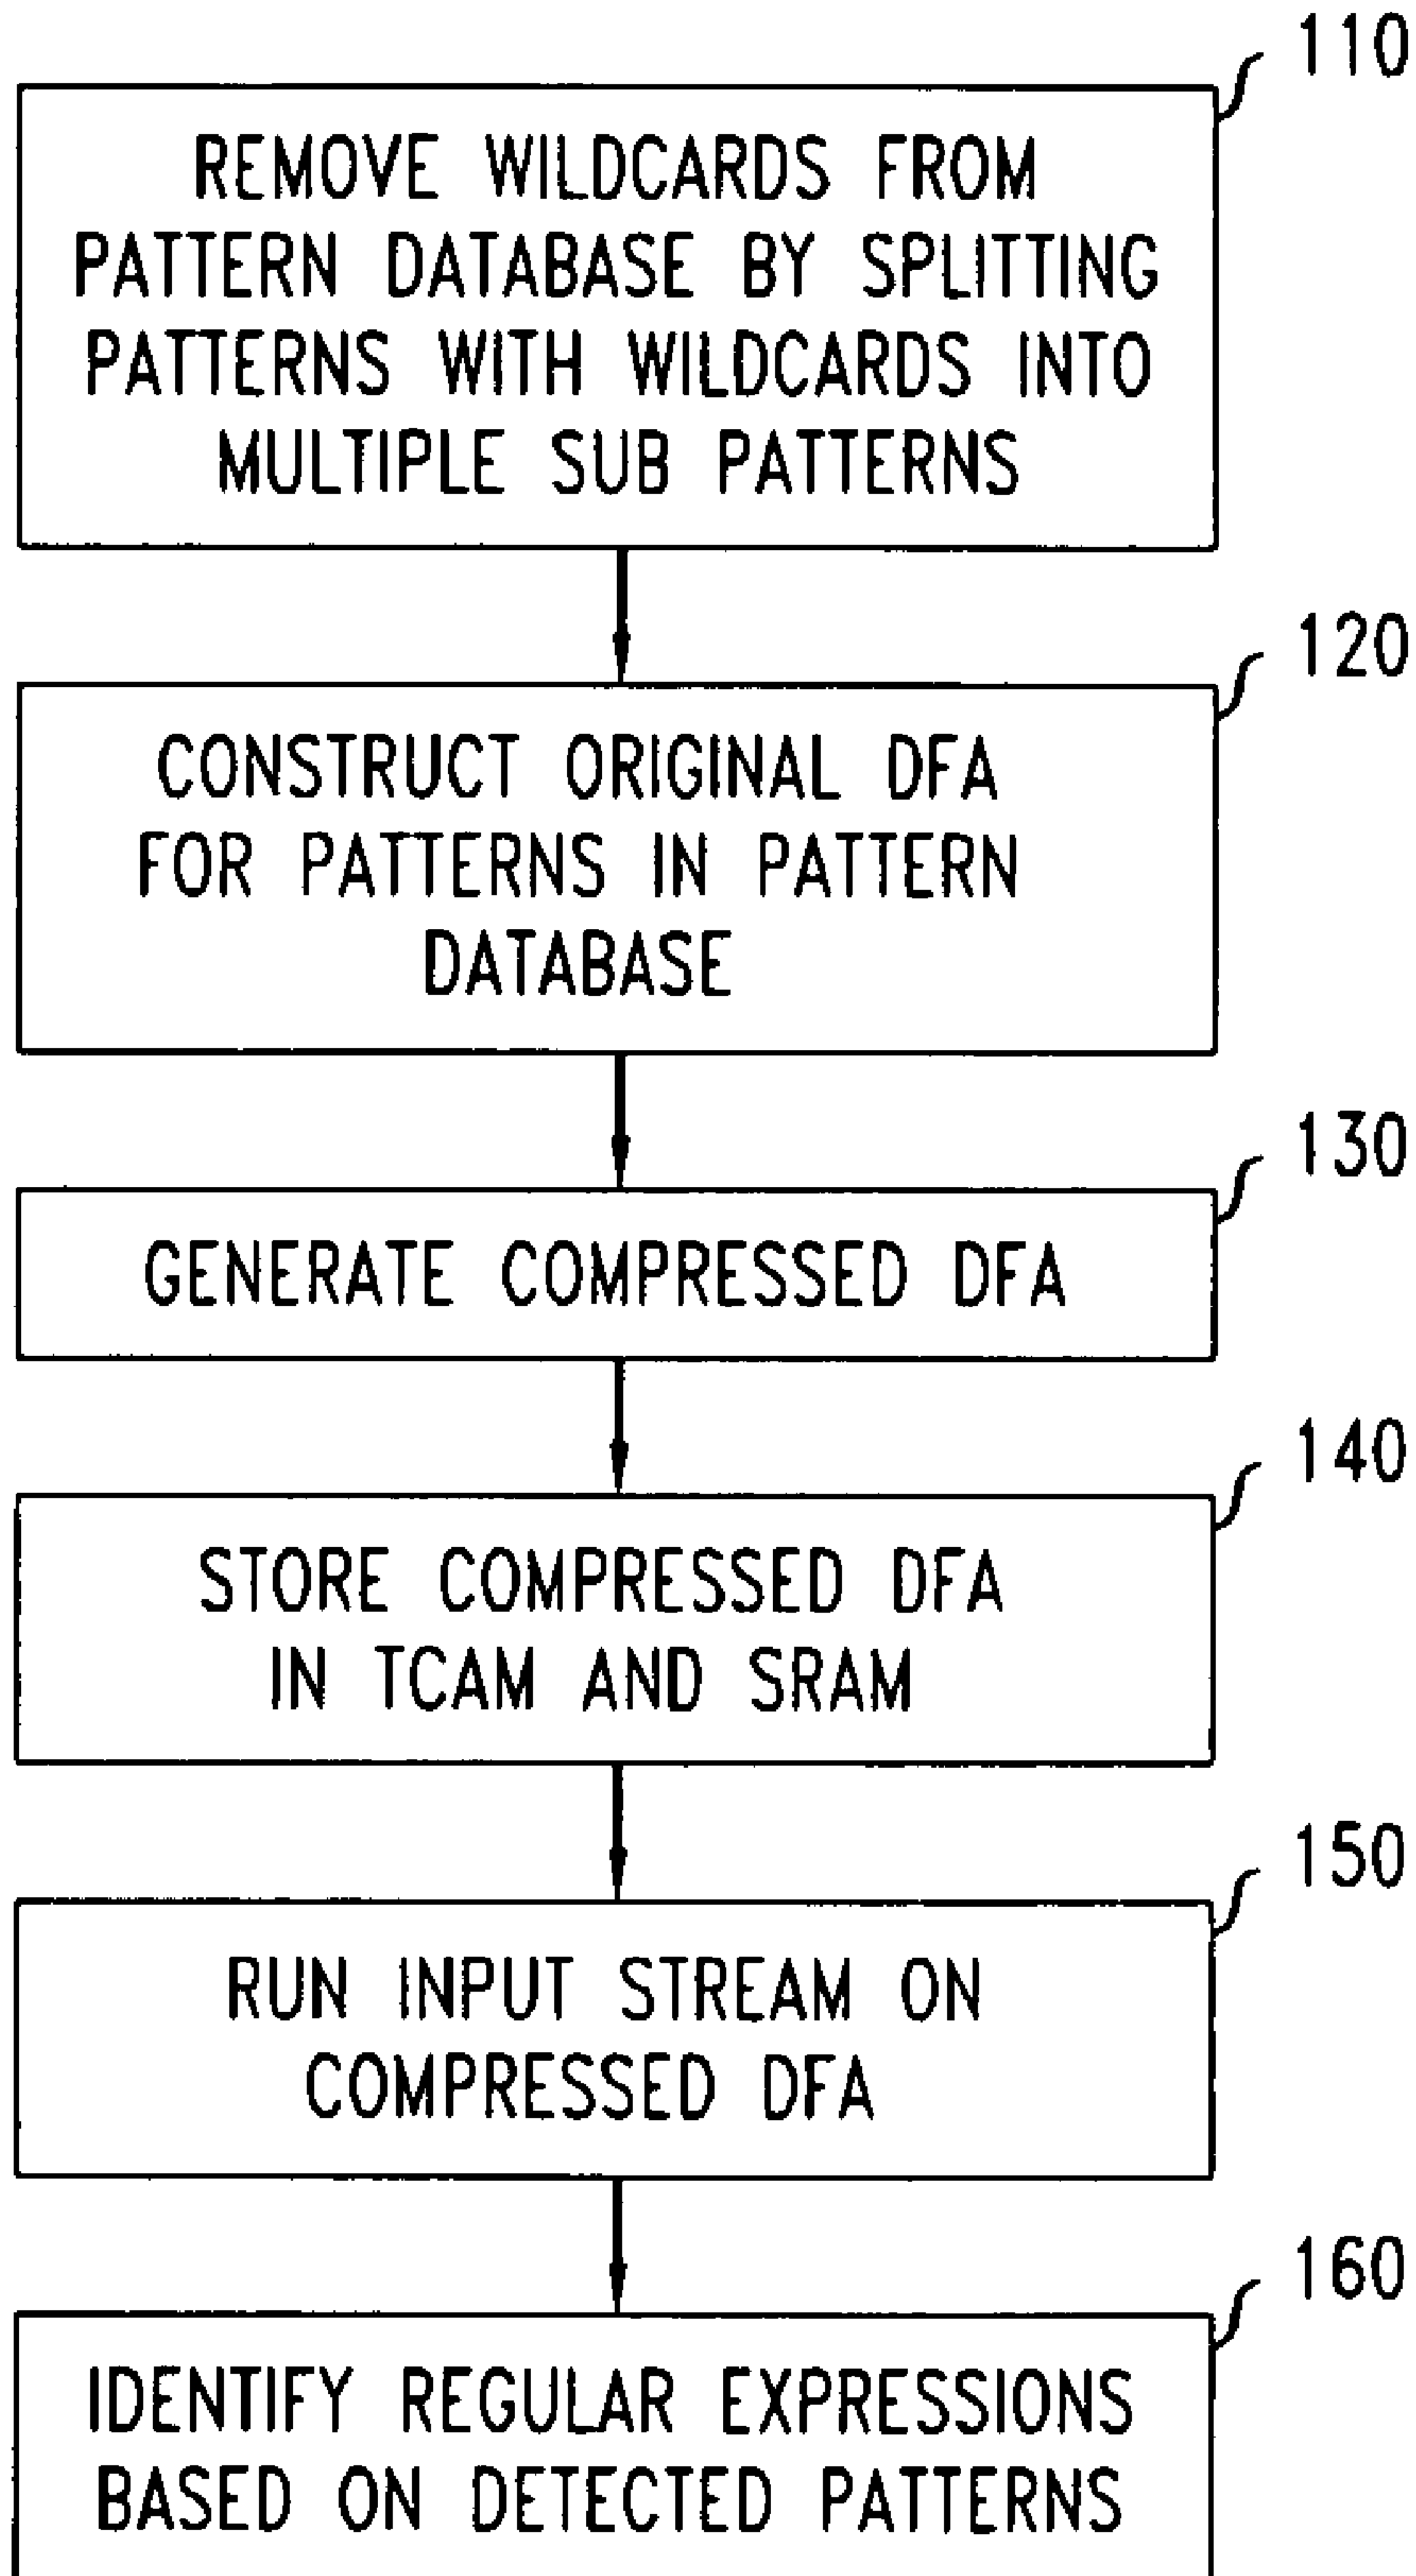 110
REMOVE WILDCARDS FROM
PATTERN DATABASE BY SPLITTING
PATTERNS WITH WILDCARDS INTO
MULTIPLE SUB PATTERNS
120
CONSTRUCT ORIGINAL DFA
FOR PATTERNS IN PATTERN
DATABASE
130
GENERATE COMPRESSED DFA
140
STORE COMPRESSED DFA
IN TCAM AND SRAM
150
RUN INPUT STREAM ON
COMPRESSED DFA
160
IDENTIFY REGULAR EXPRESSIONS
BASED ON DETECTED PATTERNS